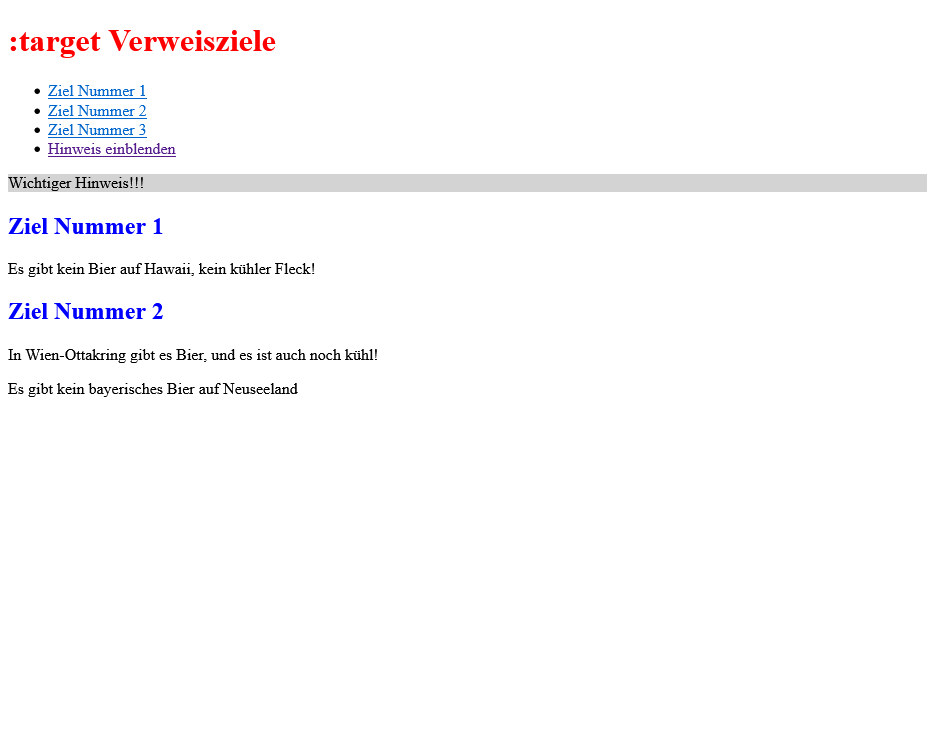 :target Verweisziele
Ziel Nummer 1
Ziel Nummer 2
Ziel Nummer 3
Hinweis einblenden
Wichtiger Hinweis!!!
Ziel Nummer 1
Es gibt kein Bier auf Hawaii, kein kühler Fleck!
Ziel Nummer 2
In Wien-Ottakring gibt es Bier, und es ist auch noch kühl!
Es gibt kein bayerisches Bier auf Neuseeland